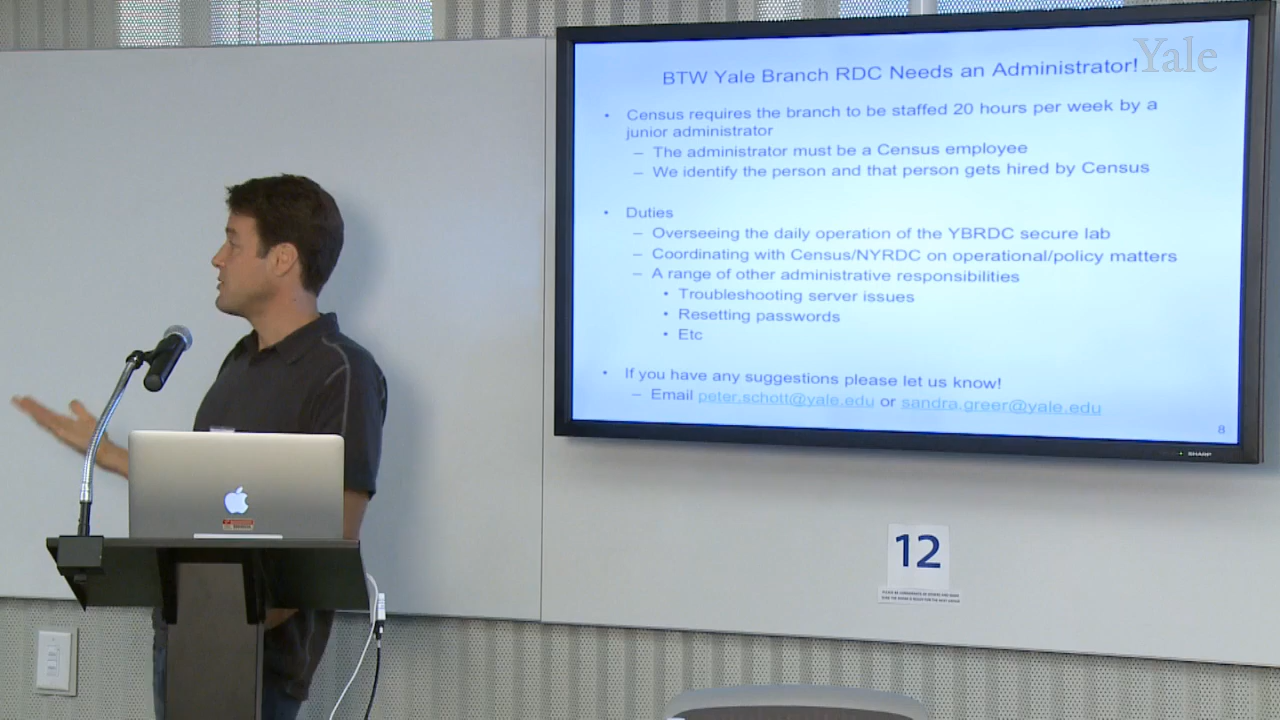 Yale
BTW Yale Branch RDC Needs an Administrator!
• Census requires the branch to be staffed 20 hours per week by a
junior administrator
– The administrator must be a Census employee
– We identify the person and that person gets hired by Census
• Duties
– Overseeing the daily operation of the YBRDC secure lab
– Coordinating with Census/NYRDC on operational/policy matters
– A range of other administrative responsibilities
• Troubleshooting server issues
• Resetting passwords
• Etc
• If you have any suggestions please let us know!
– Email peter.schott@yale.edu or sandra.greer@yale.edu
8
SHARP
12